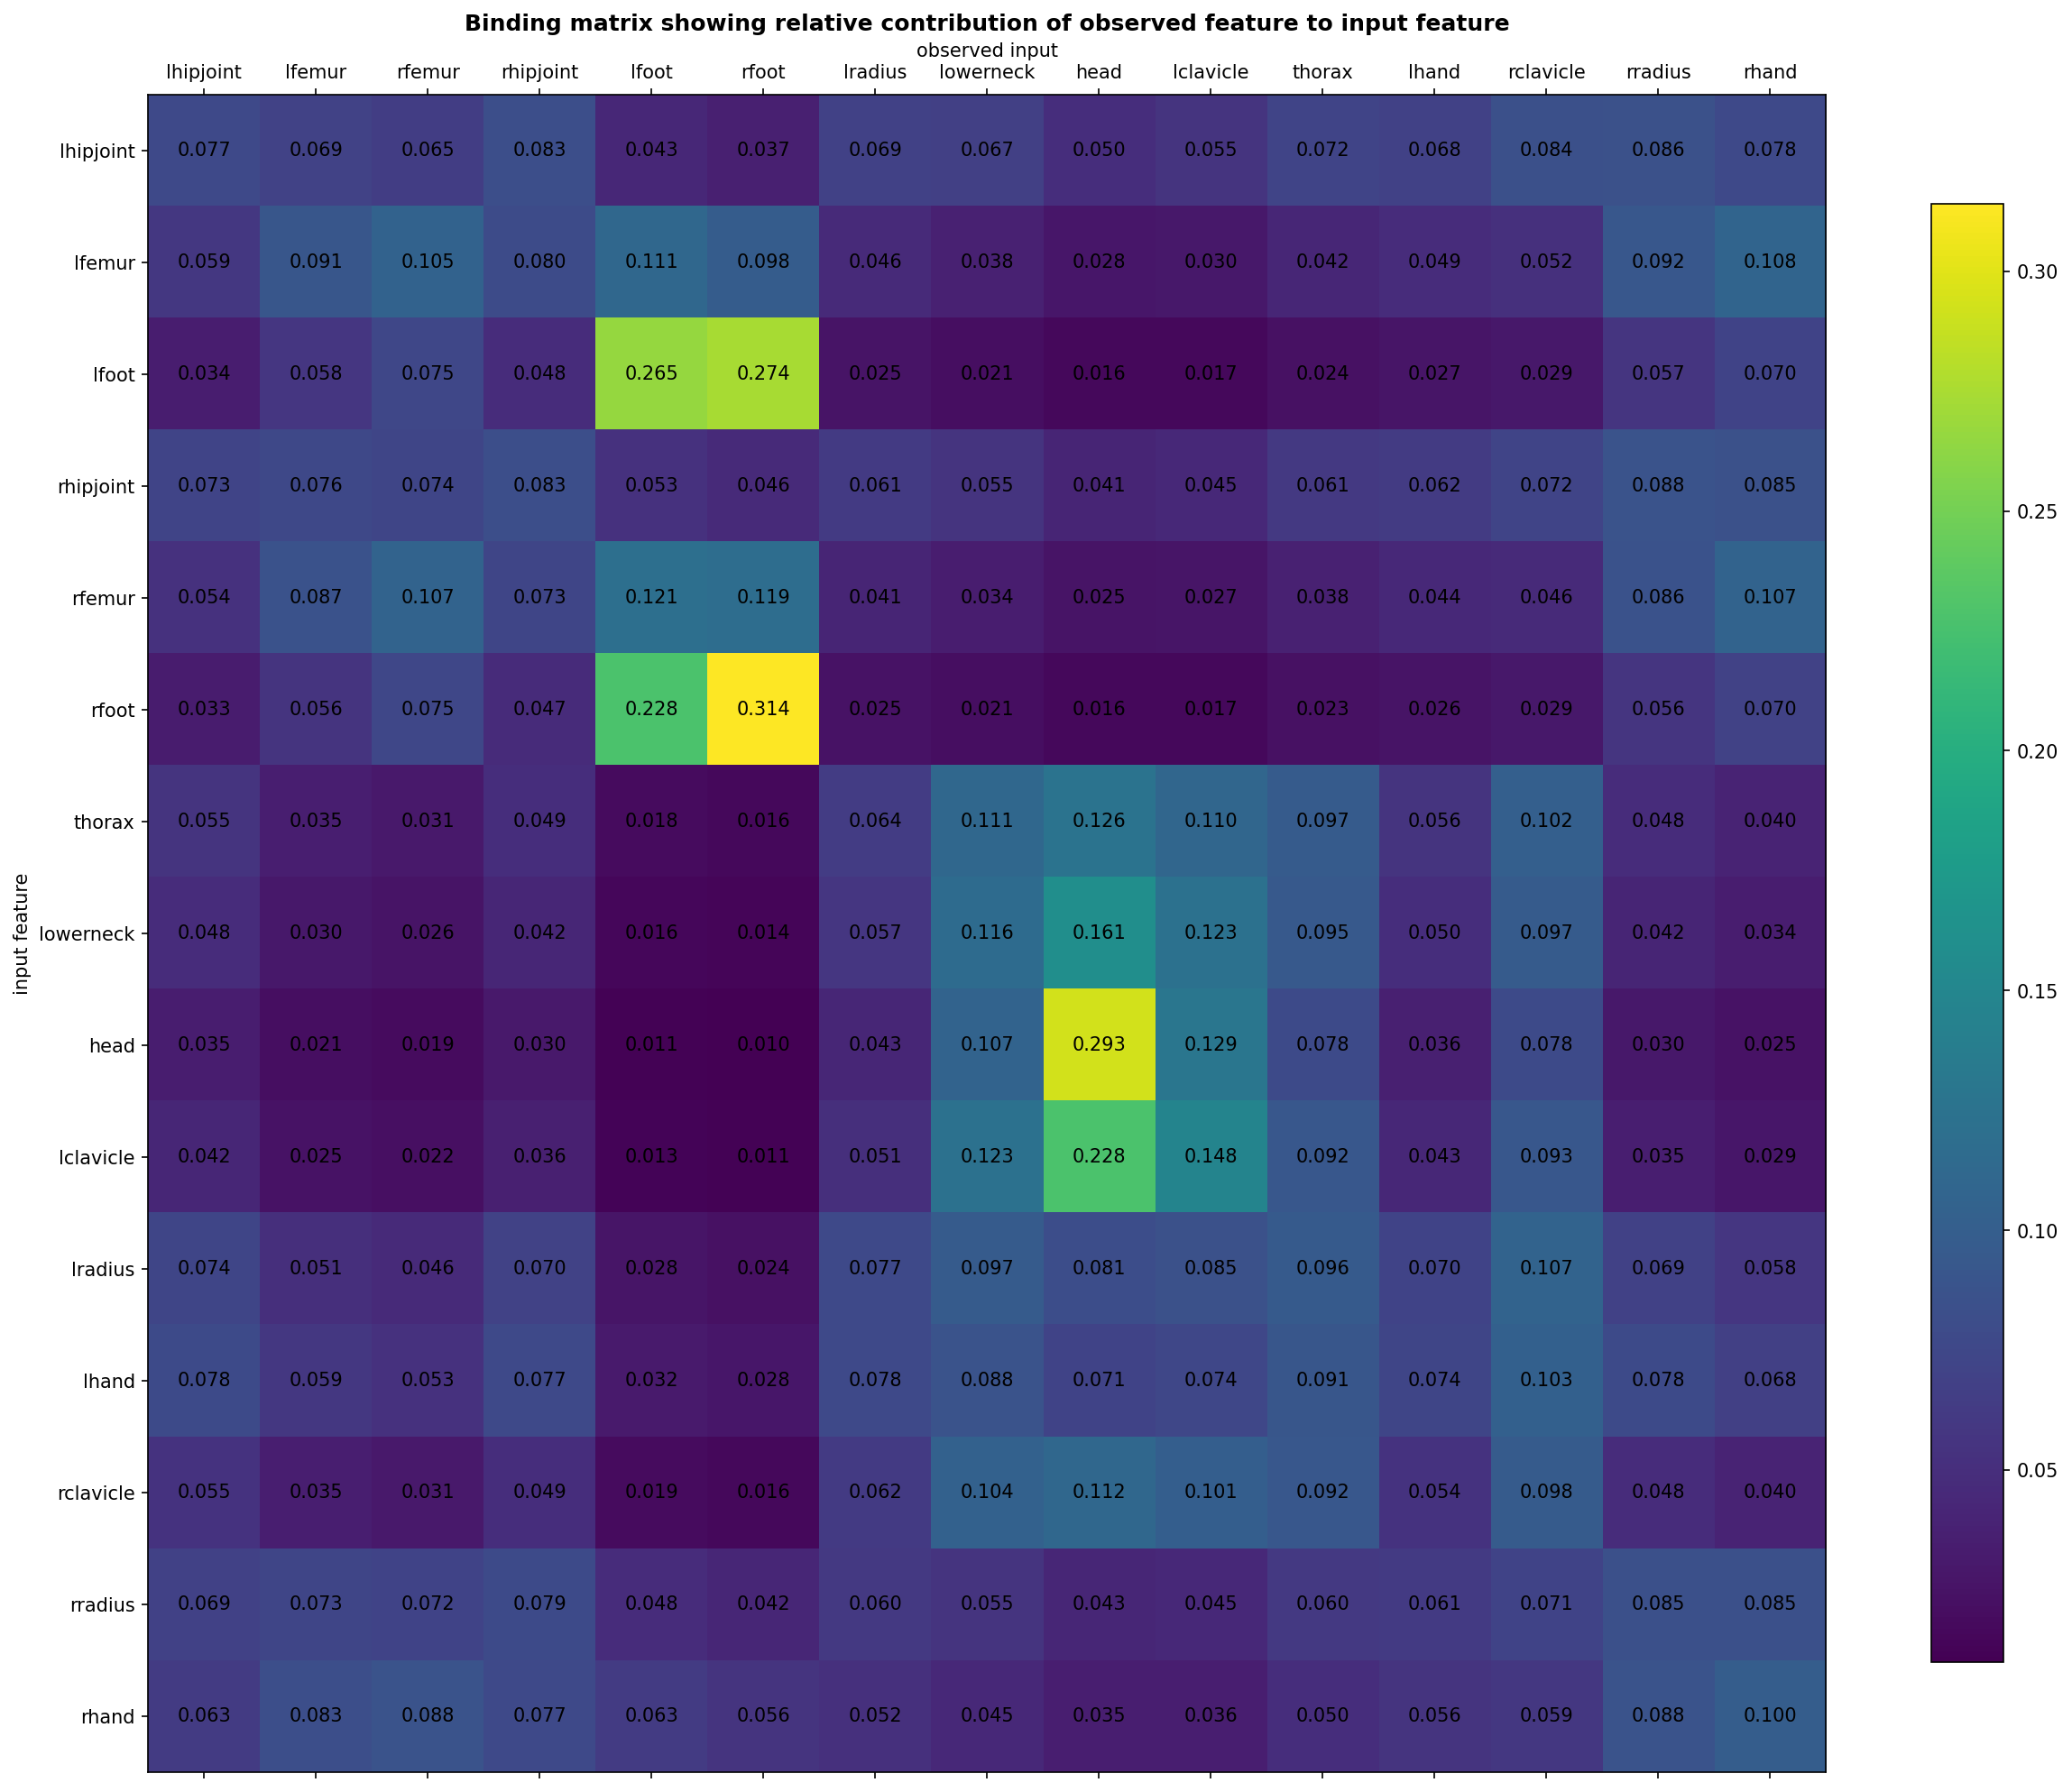 Binding matrix showing relative contribution of observed feature to input feature
observed input
lhipjoint lfemur rfemur rhipjoint lfoot rfoot lradius lowerneck head lclavicle thorax lhand rclavicle rradius rhand
lhipjoint 0.077 0.069 0.065 0.083 0.043 0.037 0.069 0.067 0.050 0.055 0.072 0.068 0.084 0.086 0.078
lfemur 0.059 0.091 0.105 0.080 0.111 0.098 0.046 0.038 0.028 0.030 0.042 0.049 0.052 0.092 0.108
lfoot 0.034 0.058 0.075 0.048 0.265 0.274 0.025 0.021 0.016 0.017 0.024 0.027 0.029 0.057 0.070
rhipjoint 0.073 0.076 0.074 0.083 0.053 0.046 0.061 0.055 0.041 0.045 0.061 0.062 0.072 0.088 0.085
rfemur 0.054 0.087 0.107 0.073 0.121 0.119 0.041 0.034 0.025 0.027 0.038 0.044 0.046 0.086 0.107
rfoot 0.033 0.056 0.075 0.047 0.228 0.314 0.025 0.021 0.016 0.017 0.023 0.026 0.029 0.056 0.070
thorax 0.055 0.035 0.031 0.049 0.018 0.016 0.064 0.111 0.126 0.110 0.097 0.056 0.102 0.048 0.040
lowerneck 0.048 0.030 0.026 0.042 0.016 0.014 0.057 0.116 0.161 0.123 0.095 0.050 0.097 0.042 0.034
head 0.035 0.021 0.019 0.030 0.011 0.010 0.043 0.107 0.293 0.129 0.078 0.036 0.078 0.030 0.025
lclavicle 0.042 0.025 0.022 0.036 0.013 0.011 0.051 0.123 0.228 0.148 0.092 0.043 0.093 0.035 0.029
lradius 0.074 0.051 0.046 0.070 0.028 0.024 0.077 0.097 0.081 0.085 0.096 0.070 0.107 0.069 0.058
lhand 0.078 0.059 0.053 0.077 0.032 0.028 0.078 0.088 0.071 0.074 0.091 0.074 0.103 0.078 0.068
rclavicle 0.055 0.035 0.031 0.049 0.019 0.016 0.062 0.104 0.112 0.101 0.092 0.054 0.098 0.048 0.040
rradius 0.069 0.073 0.072 0.079 0.048 0.042 0.060 0.055 0.043 0.045 0.060 0.061 0.071 0.085 0.085
rhand 0.063 0.083 0.088 0.077 0.063 0.056 0.052 0.045 0.035 0.036 0.050 0.056 0.059 0.088 0.100
input feature
0.30
0.25
0.20
0.15
0.10
0.05